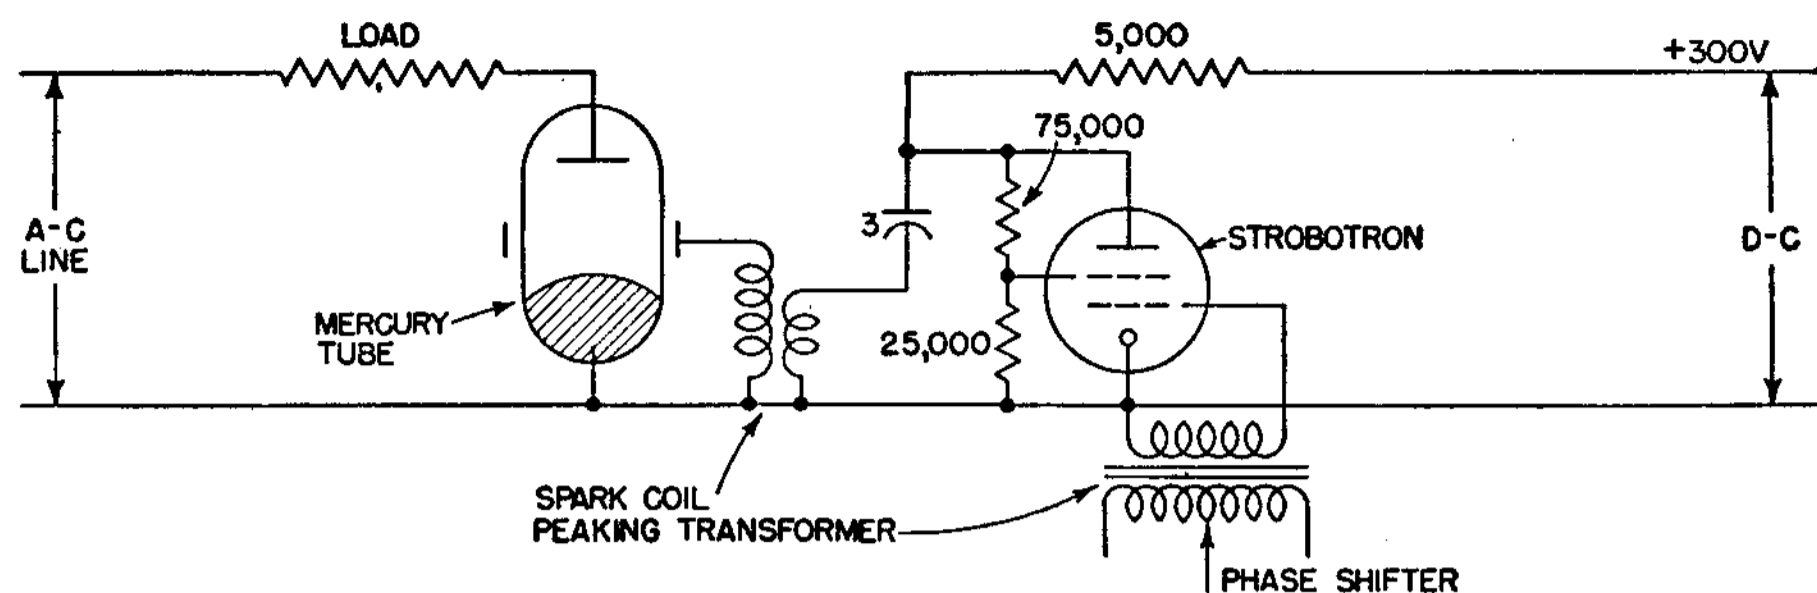 LOAD
5,000
+300V
75,000
A-C
LINE
3
STROBOTRON
D-C
MERCURY
TUBE
25,000
SPARK COIL
PEAKING TRANSFORMER
PHASE SHIFTER